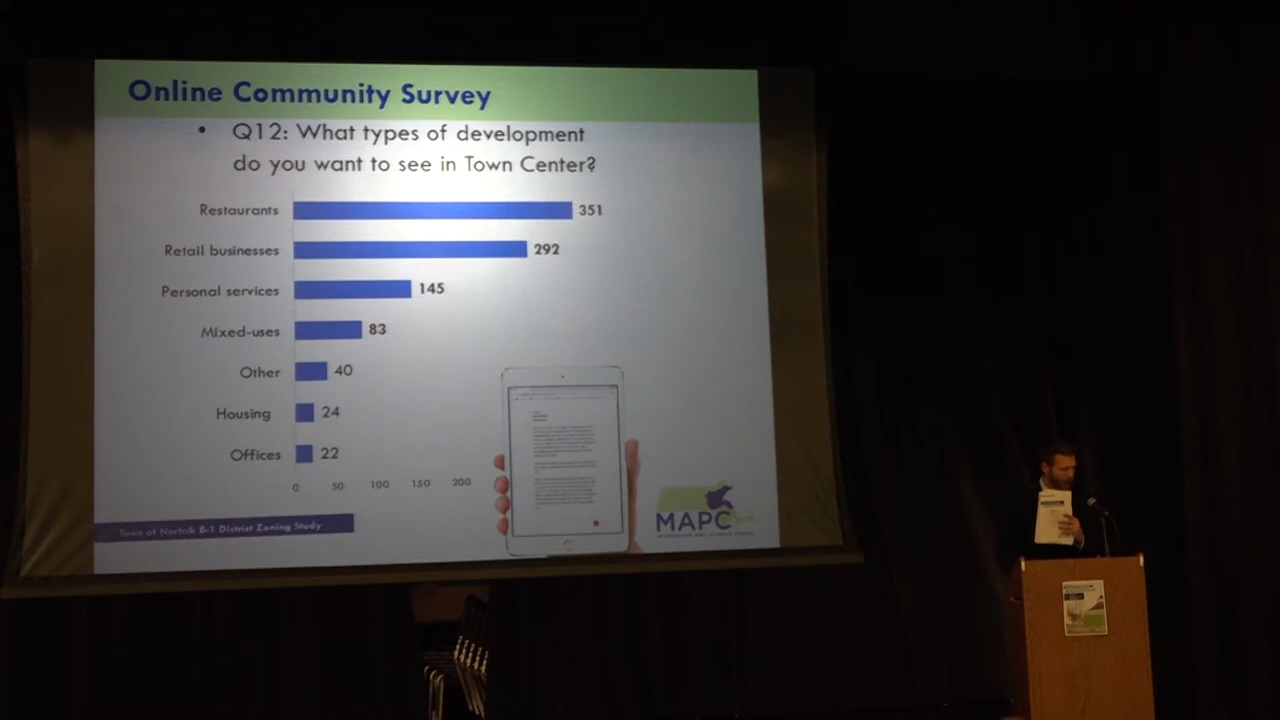 Online Community Survey
• Q12: What types of development
do you want to see in Town Center?
Restaurants 351
Retail businesses 292
Personal services 145
Mixed-uses 83
Other 40
Housing 24
Offices 22
0 50 100 150 200
Town of Norfolk B-1 District Zoning Study
MAPC